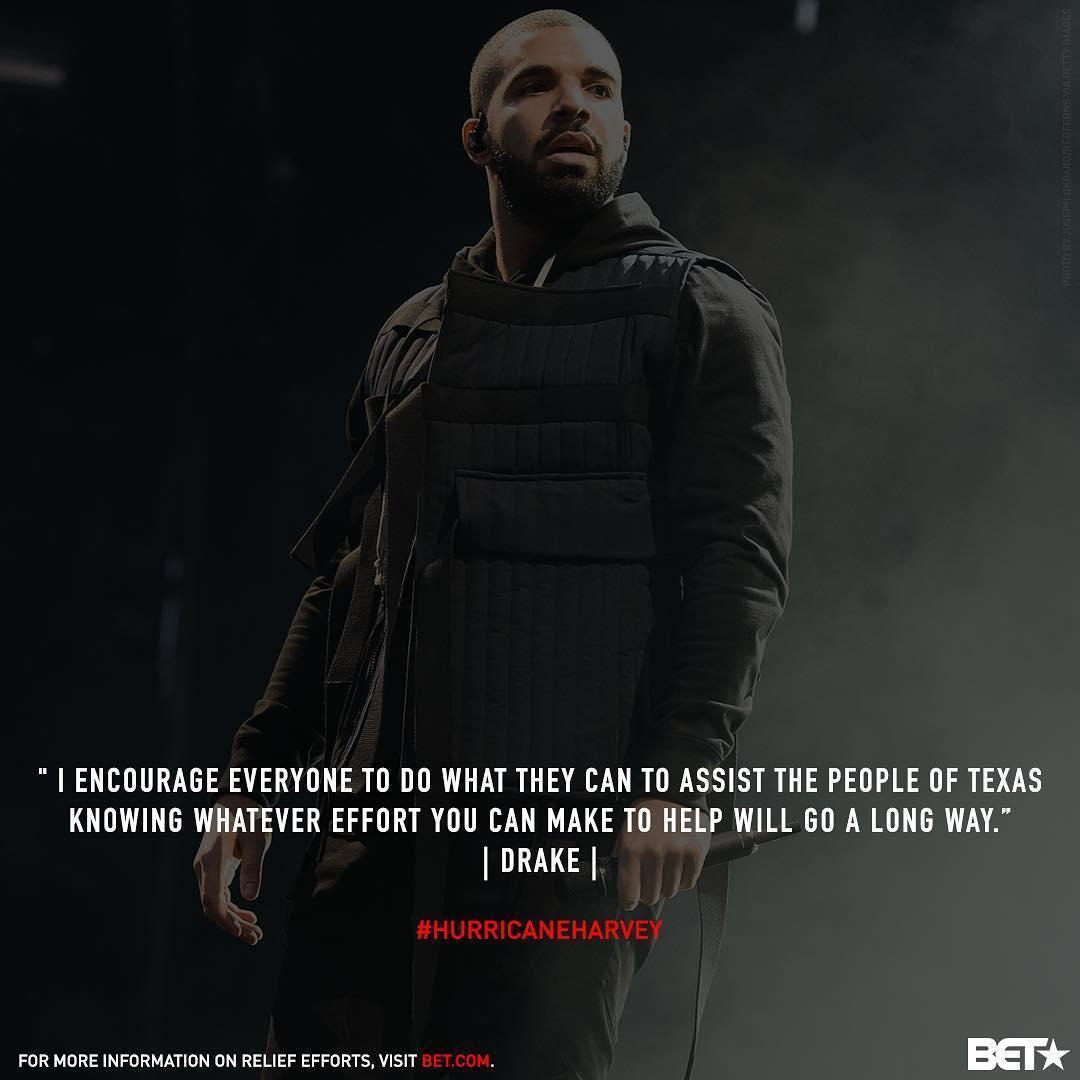 " I ENCOURAGE EVERYONE TO DO WHAT THEY CAN TO ASSIST THE PEOPLE OF TEXAS
KNOWING WHATEVER EFFORT YOU CAN MAKE TO HELP WILL GO A LONG WAY.”
| DRAKE |
#HURRICANEHARVEY
FOR MORE INFORMATION ON RELIEF EFFORTS, VISIT BET.COM.
BET★
PHOTO BY JOSEPH OKPAKO/REDFERNS VIA GETTY IMAGES